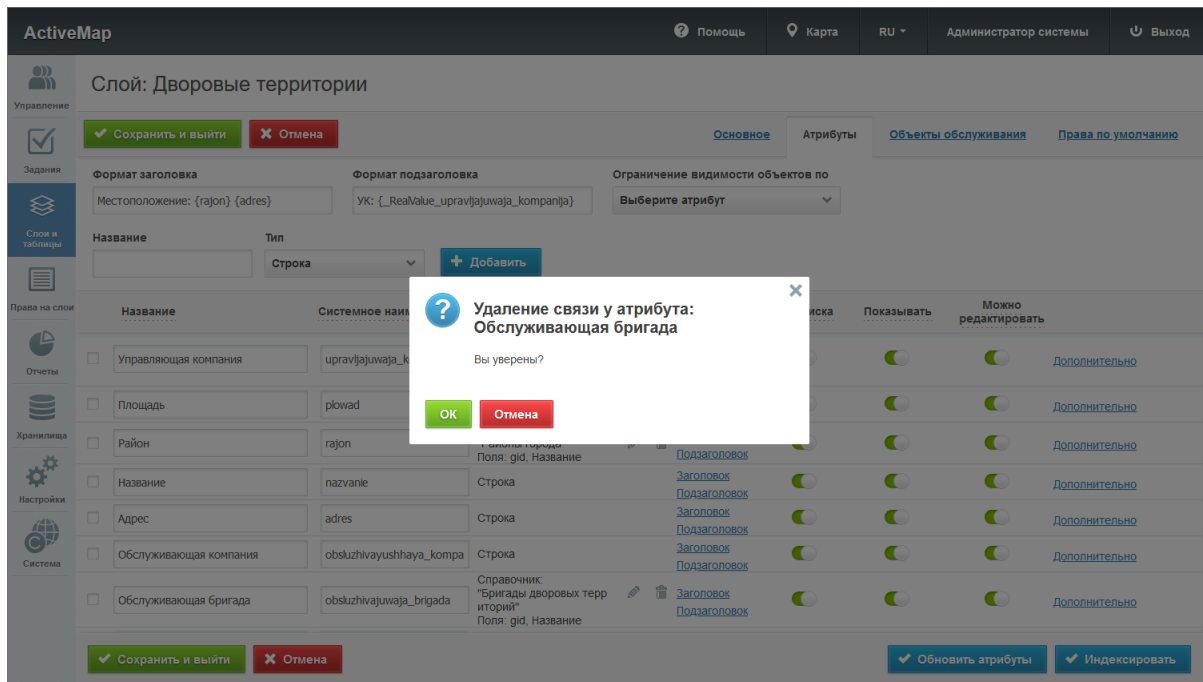 ActiveMap
Помощь
Карта
RU
Администратор системы
Выход
Управление
Задания
Слои и
таблицы
Права на слои
Отчеты
Хранилища
Настройки
Система
Слой: Дворовые территории
Сохранить и выйти
Отмена
Основное
Атрибуты
Объекты обслуживания
Права по умолчанию
Формат заголовка
Формат подзаголовка
Ограничение видимости объектов по
Местоположение: {rajon} {adres}
УК: {_RealValue_upravljajuwaja_kompanija}
Выберите атрибут
Название
Тип
Строка
Добавить
Название
Показывать
Можно
редактировать
Удаление связи у атрибута:
Обслуживающая бригада
Вы уверены?
OK
Отмена
Управляющая компания
Дополнительно
Площадь
plowad
Дополнительно
Район
rajon
"Районы города"
Поля: gid, Название
Подзаголовок
Дополнительно
Название
nazvanie
Строка
Заголовок
Подзаголовок
Дополнительно
Адрес
adres
Строка
Заголовок
Подзаголовок
Дополнительно
Обслуживающая компания
obsluzhivayushhaya_kompa
Строка
Заголовок
Подзаголовок
Дополнительно
Обслуживающая бригада
obsluzhivajuwaja_brigada
Справочник:
"Бригады дворовых терр
иторий"
Поля: gid, Название
Заголовок
Подзаголовок
Дополнительно
Сохранить и выйти
Отмена
Обновить атрибуты
Индексировать